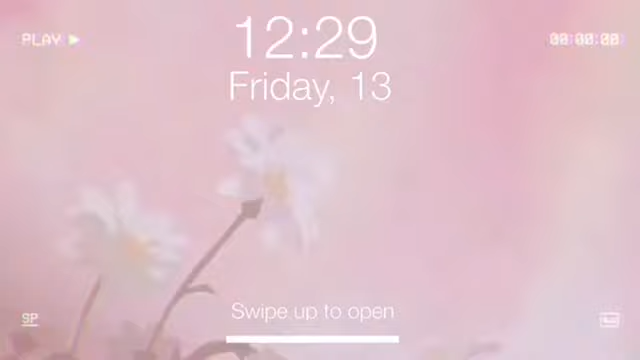 12:29
PLAY
00:00:00
Friday, 13
Swipe up to open
SP